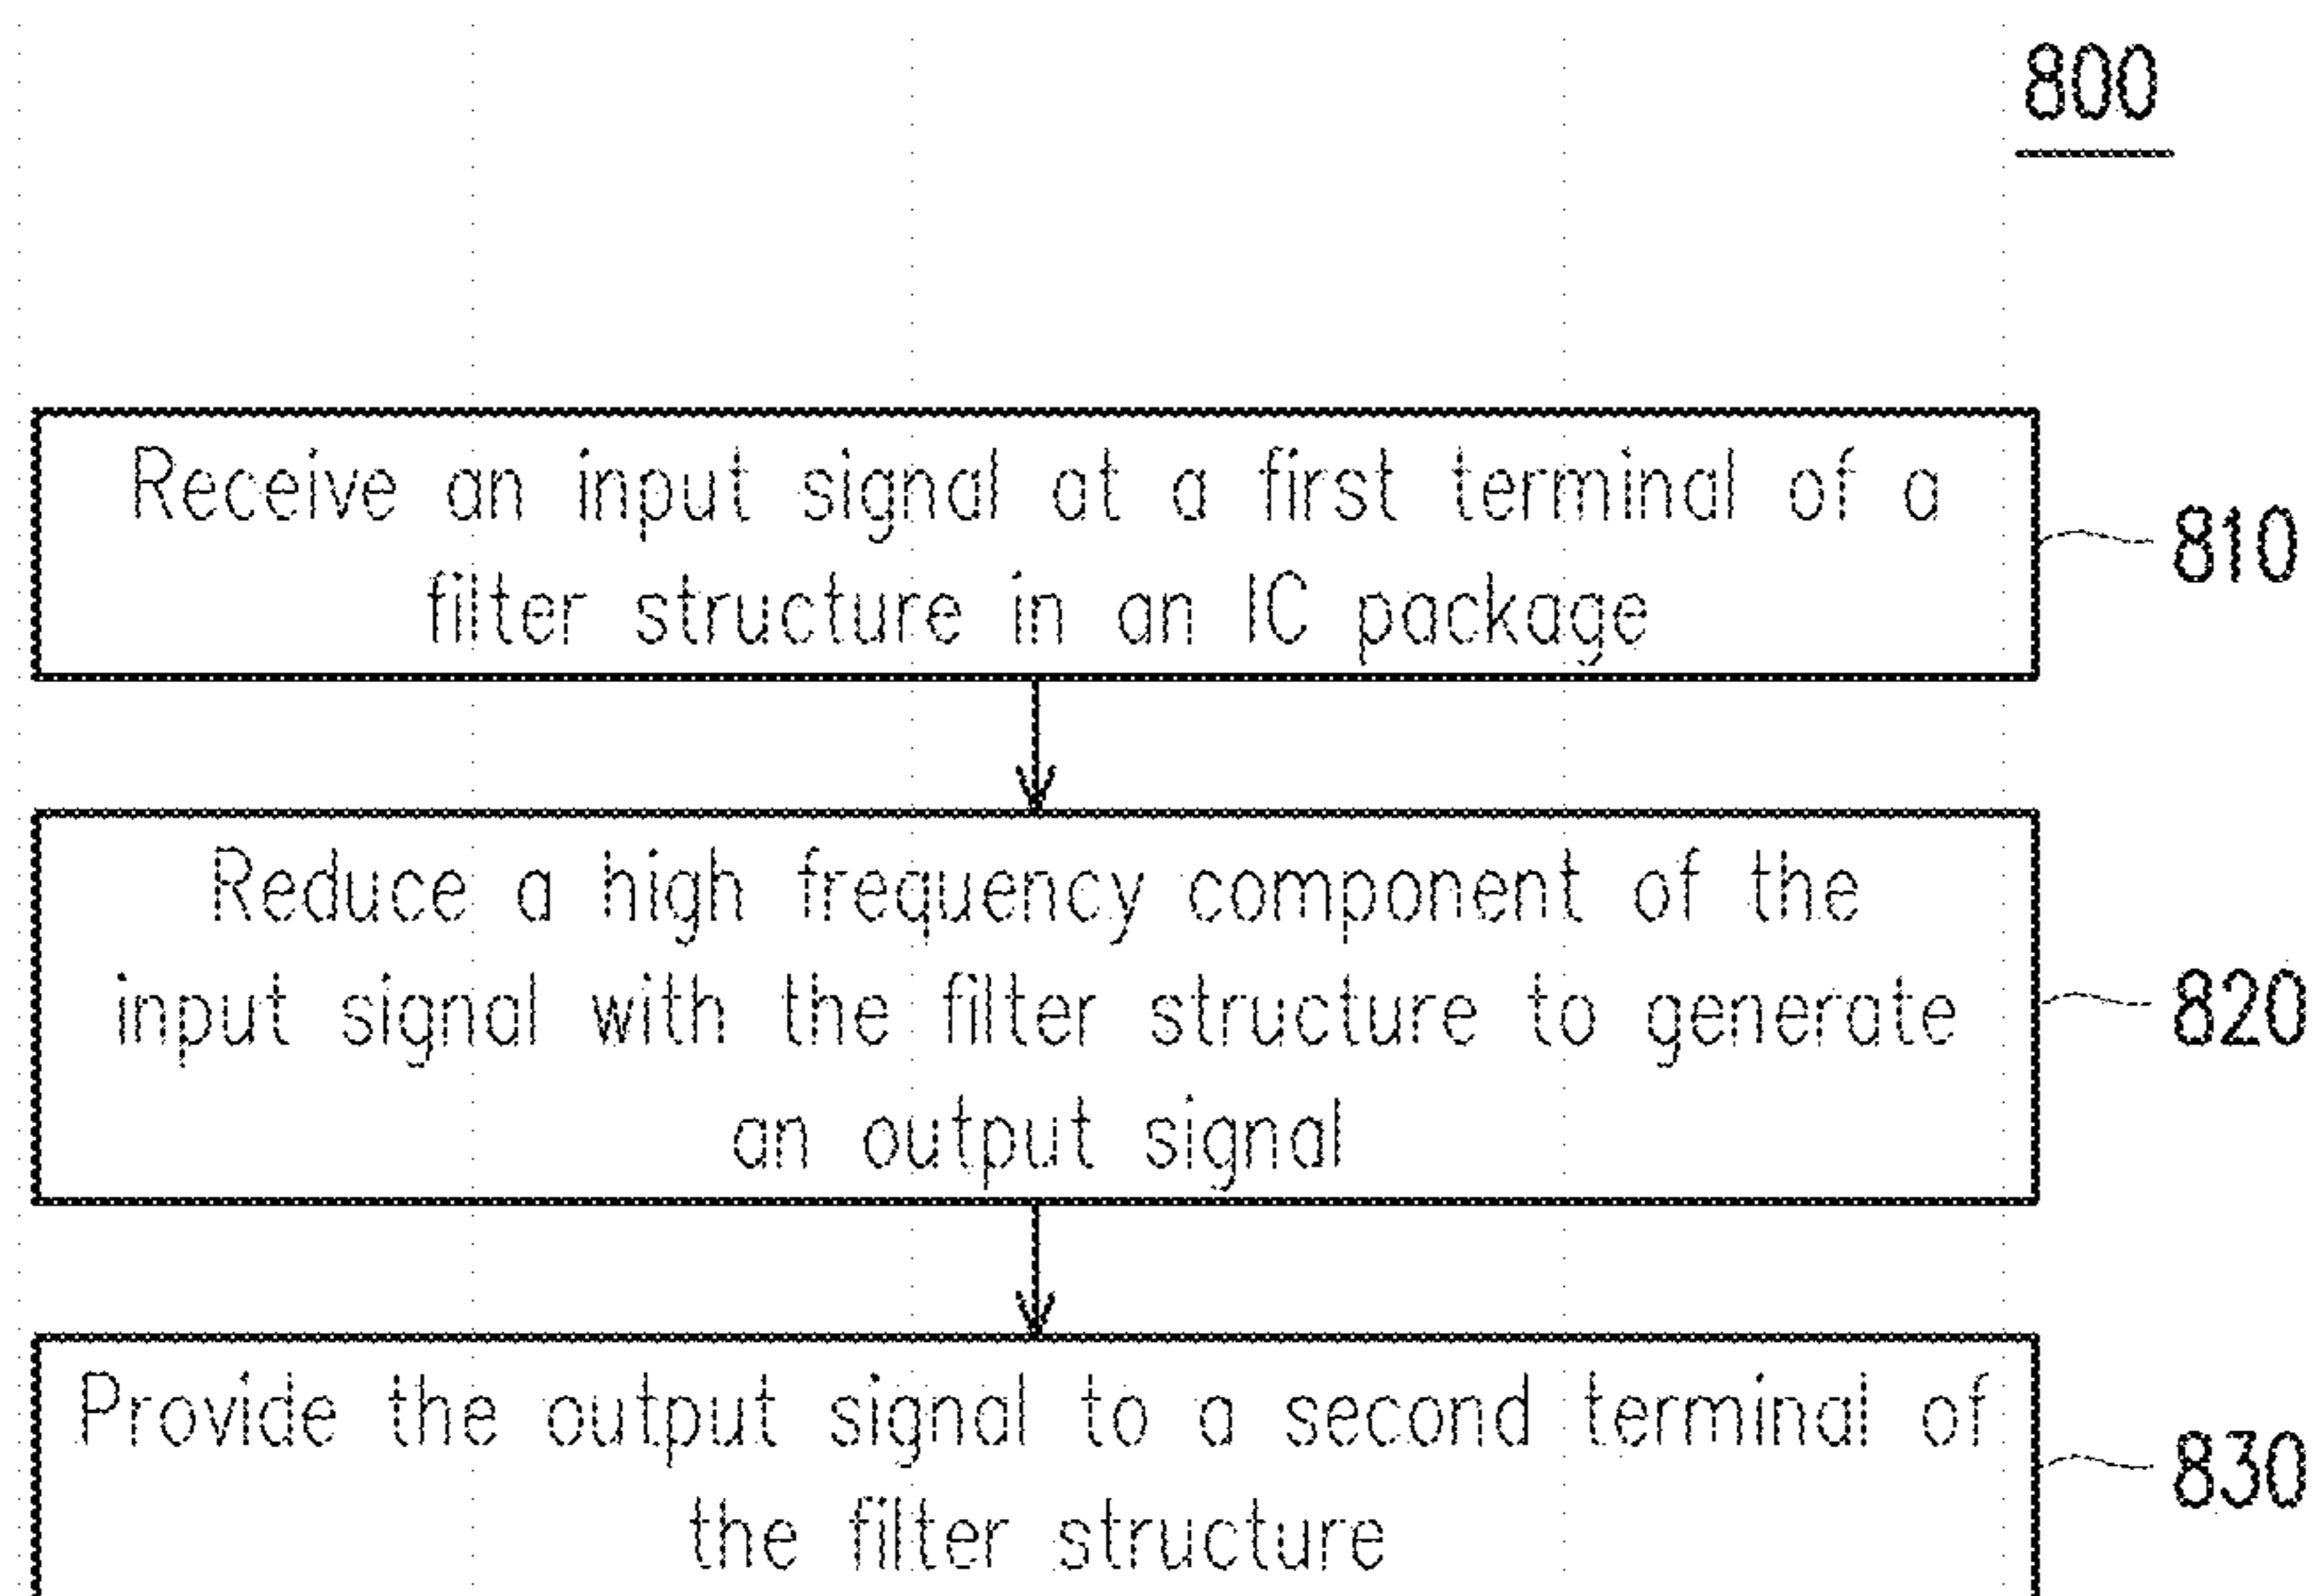 800
Receive an input signal at a first terminal of a
filter structure in an IC package
810
Reduce a high frequency component of the
input signal with the filter structure to generate
an output signal
820
Provide the output signal to a second terminal of
the filter structure
830